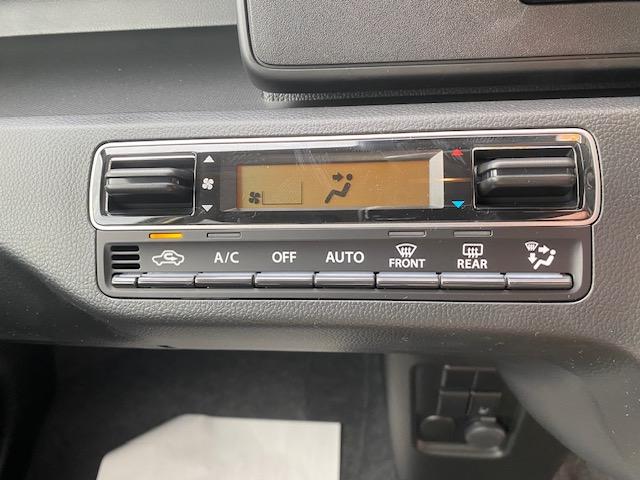 A/C OFF AUTO FRONT REAR